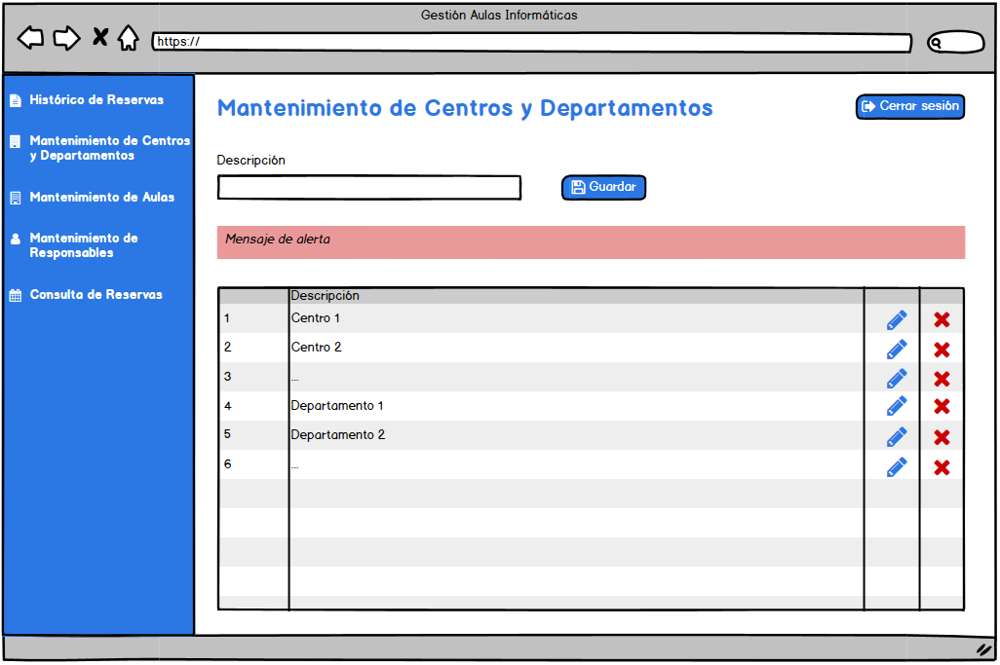 Gestión Aulas Informáticas
https://
Histórico de Reservas
Mantenimiento de Centros
y Departamentos
Mantenimiento de Aulas
Mantenimiento de
Responsables
Consulta de Reservas
Mantenimiento de Centros y Departamentos
Cerrar sesión
Descripción
Guardar
Mensaje de alerta
Descripción
1 Centro 1
2 Centro 2
3 ...
4 Departamento 1
5 Departamento 2
6 ...